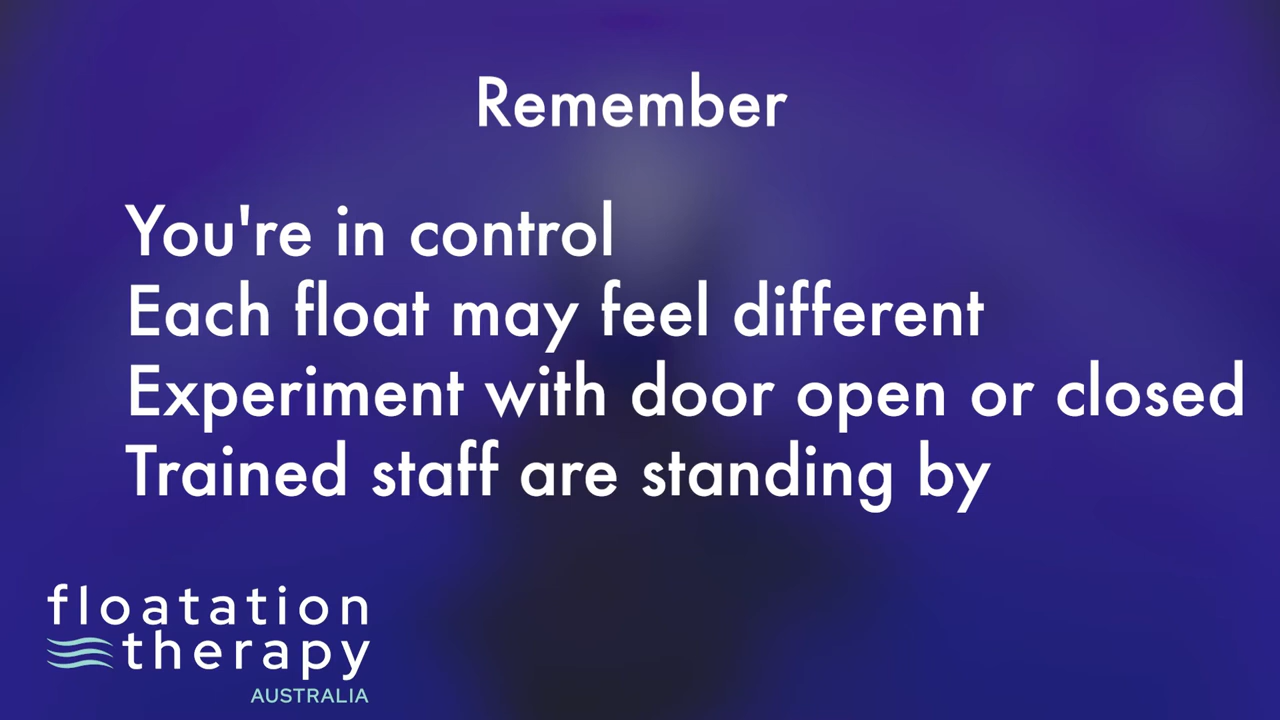 Remember
You're in control
Each float may feel different
Experiment with door open or closed
Trained staff are standing by
floatation
therapy
AUSTRALIA